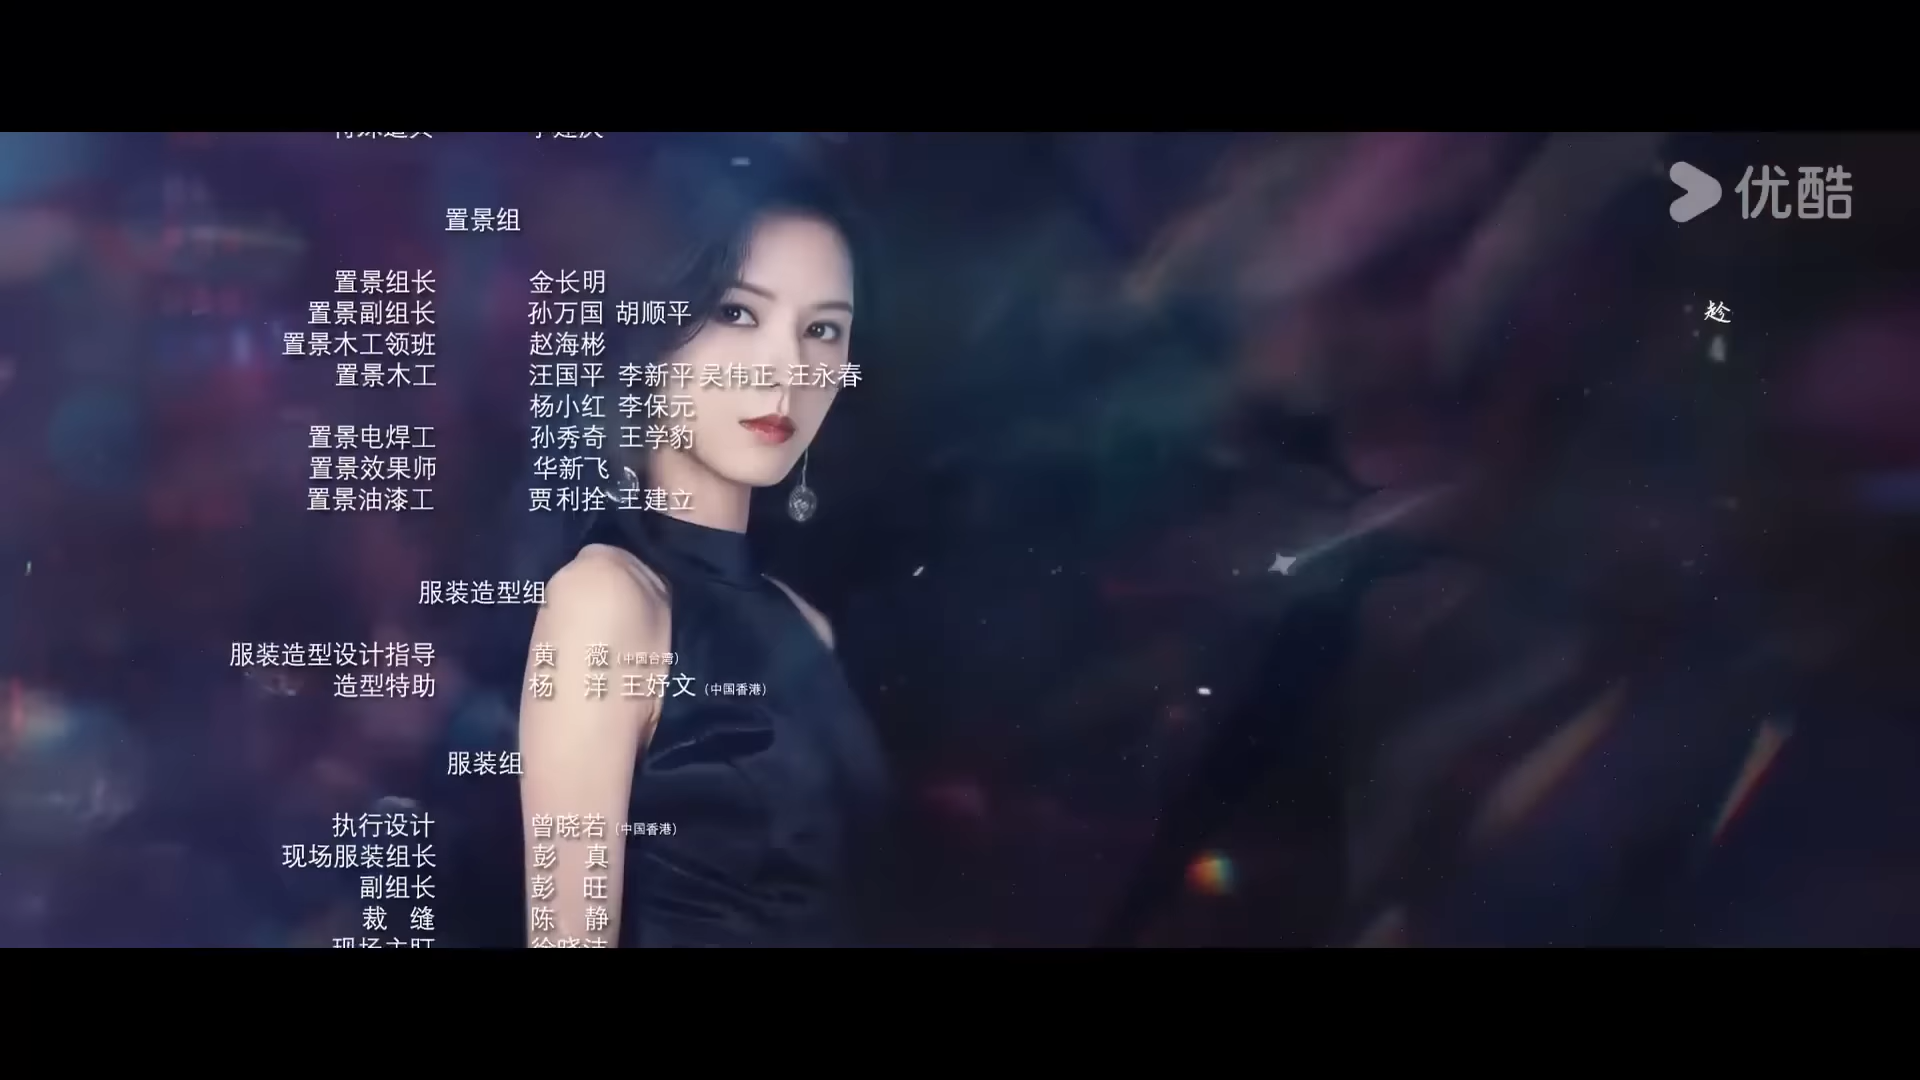 优酷
置景组
置景组长 金长明
置景副组长 孙万国 胡顺平
置景木工领班 赵海彬
置景木工 汪国平 李新平 吴伟正 汪永春
杨小红 李保元
置景电焊工 孙秀奇 王学豹
置景效果师 华新飞
置景油漆工 贾利拴 王建立
服装造型组
服装造型设计指导 黄 薇(中国台湾)
造型特助 杨 洋 王妤文(中国香港)
服装组
执行设计 曾晓若(中国香港)
现场服装组长 彭 真
副组长 彭 旺
裁 缝 陈 静
趁